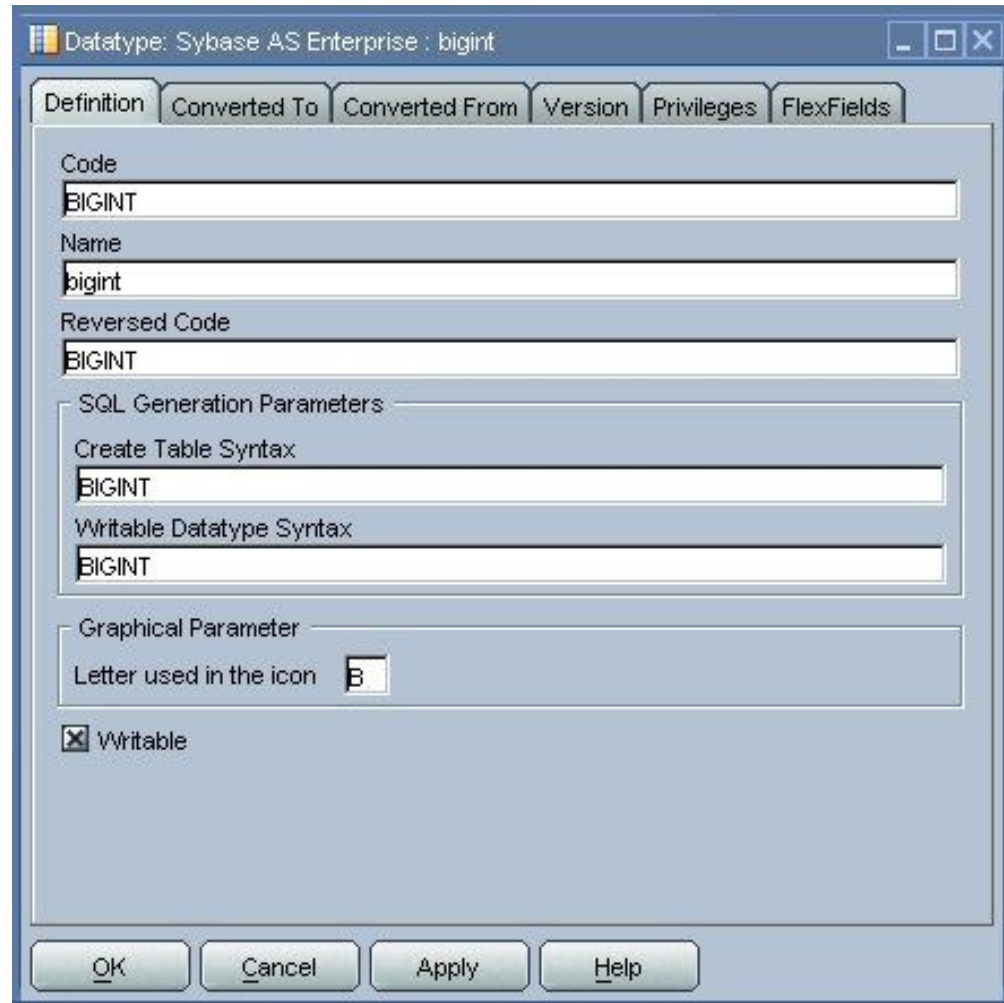 Datatype: Sybase AS Enterprise : bigint
Definition Converted To Converted From Version Privileges FlexFields
Code
BIGINT
Name
bigint
Reversed Code
BIGINT
SQL Generation Parameters
Create Table Syntax
BIGINT
Writable Datatype Syntax
BIGINT
Graphical Parameter
Letter used in the icon B
Writable
OK Cancel Apply Help